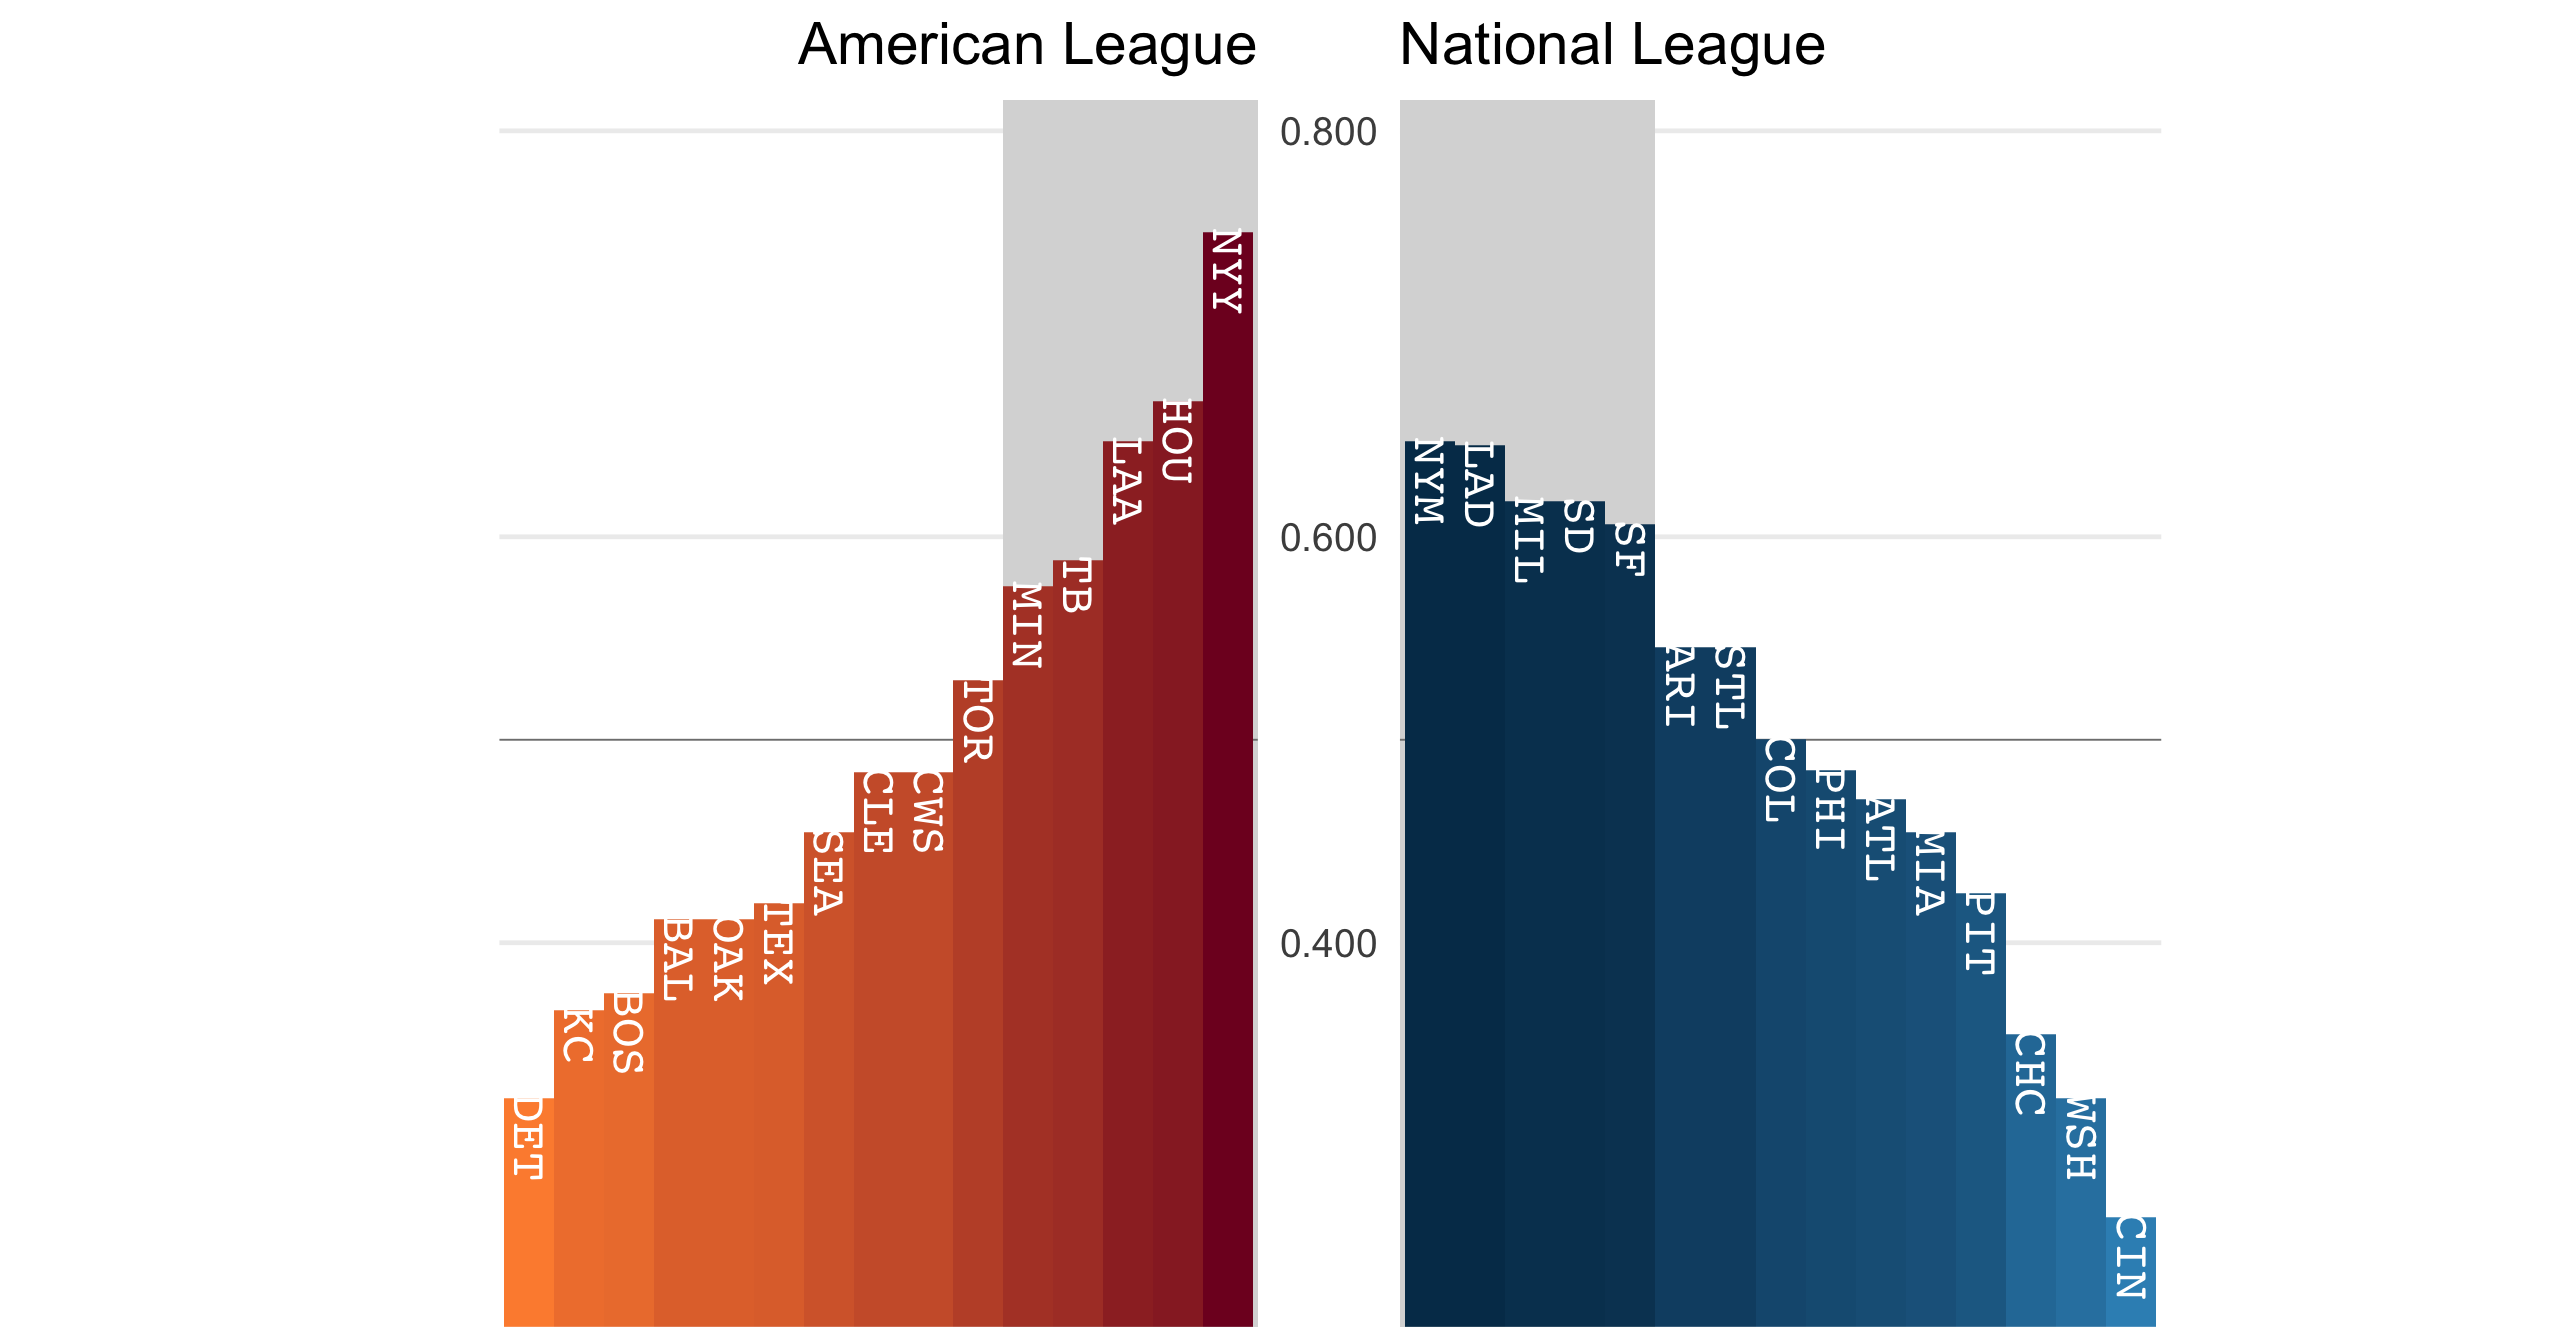 American League
National League
0.800
0.600
0.400
DET
KC
BOS
BAL
OAK
TEX
SEA
CLE
CWS
TOR
MIN
TB
LAA
HOU
NYY
NYM
LAD
MIL
SD
SF
ARI
STL
COL
PHI
ATL
MIA
PIT
CHC
WSH
CIN